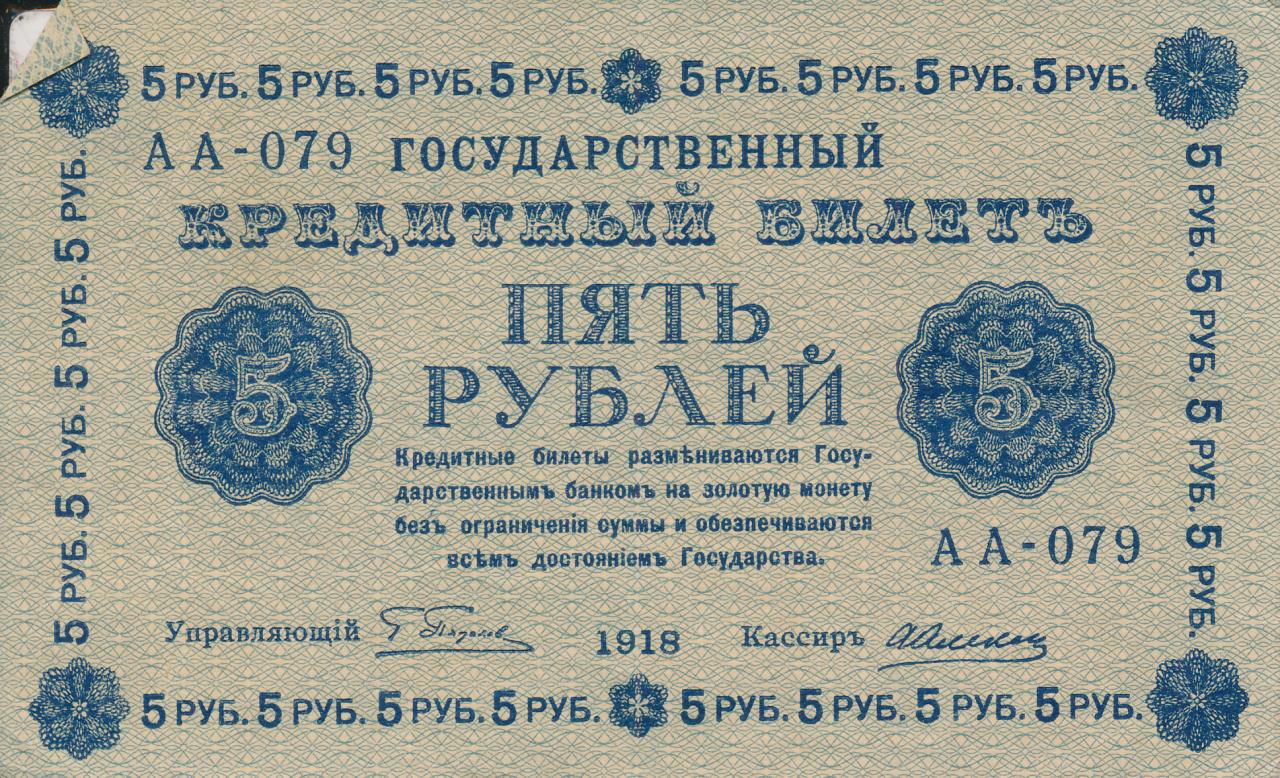 5 РУБ. 5 РУБ. 5 РУБ. 5 РУБ. 5 РУБ. 5 РУБ. 5 РУБ. 5 РУБ.
АА-079 ГОСУДАРСТВЕННЫЙ
КРЕДИТНЫЙ БИЛЕТЪ
5 РУБ. 5 РУБ. 5 РУБ. 5 РУБ.
5 РУБ. 5 РУБ. 5 РУБ. 5 РУБ.
ПЯТЬ
5 РУБЛЕЙ 5
Кредитные билеты размѣниваются Госу-
дарственнымъ банкомъ на золотую монету
безъ ограниченія суммы и обезпечиваются
всѣмъ достояніемъ Государства.
АА-079
Управляющій 1918 Кассиръ
5 РУБ. 5 РУБ. 5 РУБ. 5 РУБ. 5 РУБ. 5 РУБ. 5 РУБ. 5 РУБ.